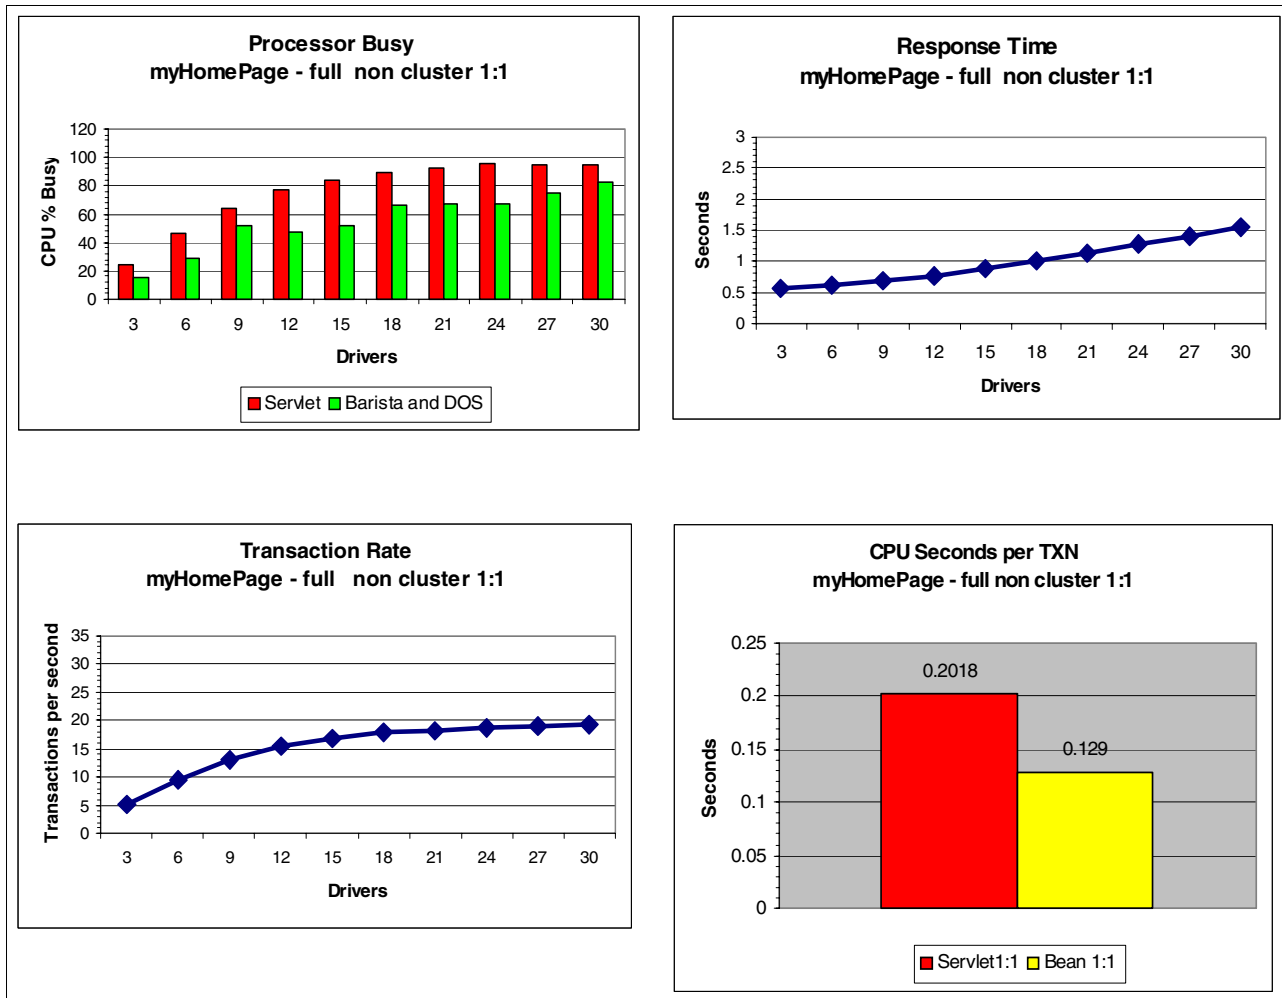 Processor Busy
myHomePage - full non cluster 1:1
CPU % Busy
120
100
80
60
40
20
0
3 6 9 12 15 18 21 24 27 30
Drivers
Servlet Barista and DOS
Response Time
myHomePage - full non cluster 1:1
Seconds
3
2.5
2
1.5
1
0.5
0
3 6 9 12 15 18 21 24 27 30
Drivers
Transaction Rate
myHomePage - full non cluster 1:1
Transactions per second
35
30
25
20
15
10
5
0
3 6 9 12 15 18 21 24 27 30
Drivers
CPU Seconds per TXN
myHomePage - full non cluster 1:1
Seconds
0.25
0.2
0.15
0.1
0.05
0
0.2018
0.129
Servlet1:1 Bean 1:1